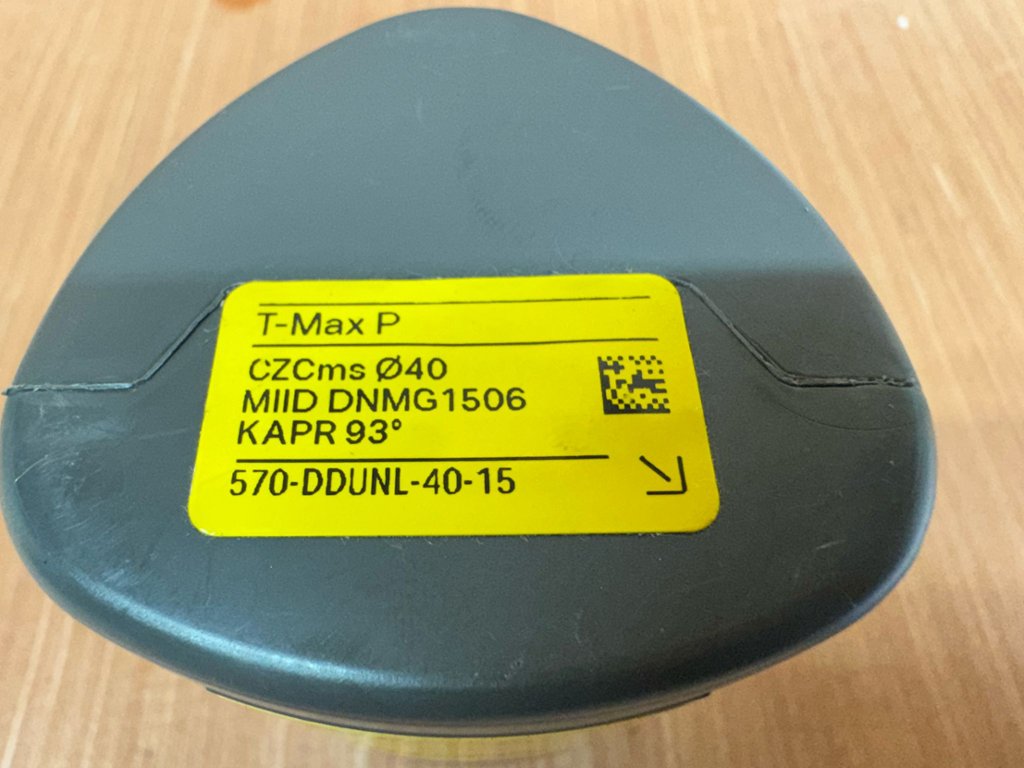 T-Max P
CZCms Ø40
MIID DNMG1506
KAPR 93°
570-DDUNL-40-15